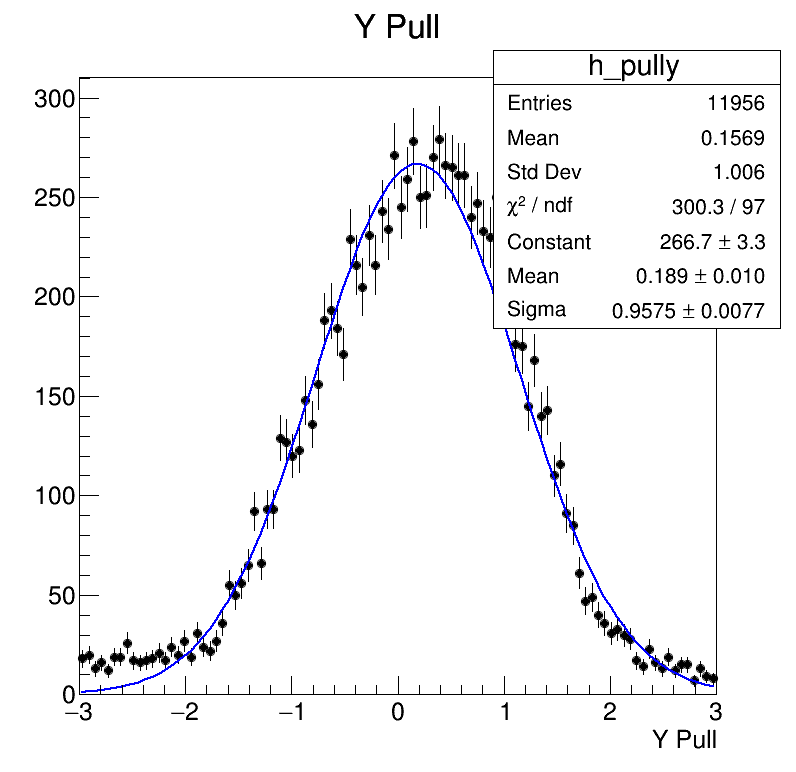 Y Pull
h_pully
Entries 11956
Mean 0.1569
Std Dev 1.006
χ² / ndf 300.3 / 97
Constant 266.7 ± 3.3
Mean 0.189 ± 0.010
Sigma 0.9575 ± 0.0077
300
250
200
150
100
50
0
−3 −2 −1 0 1 2 3
Y Pull